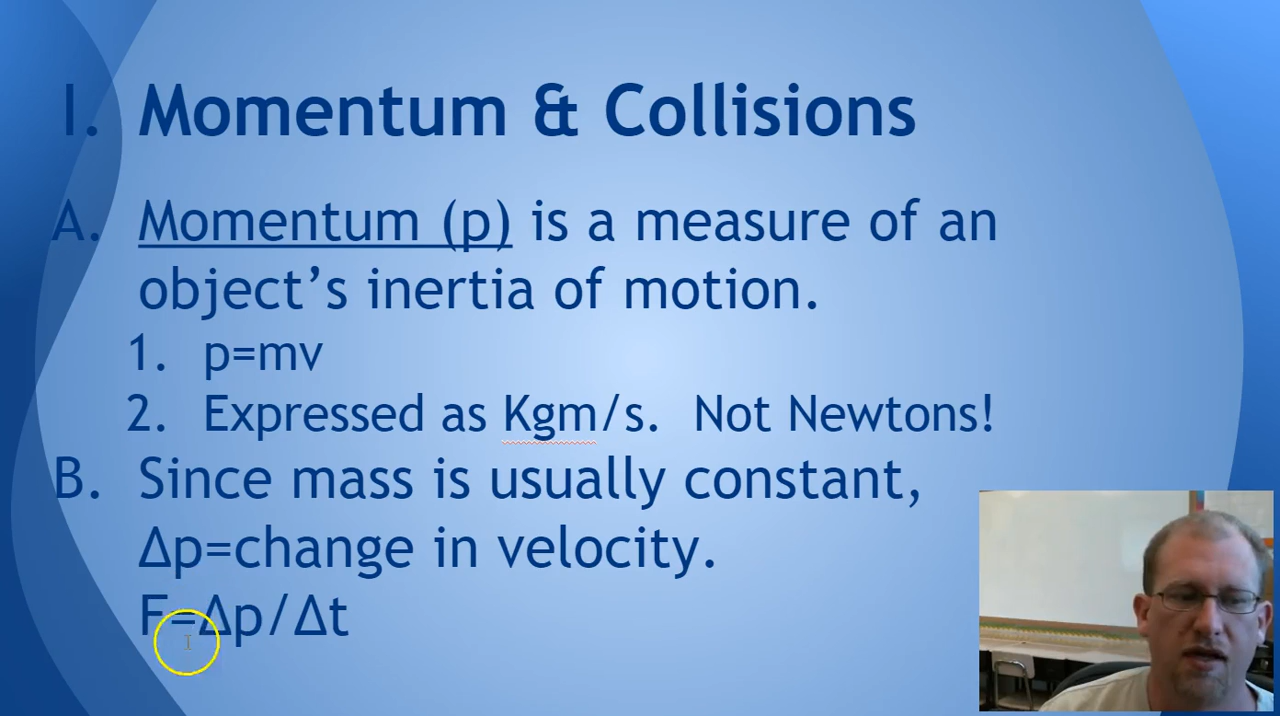 I. Momentum & Collisions
A. Momentum (p) is a measure of an
object’s inertia of motion.
1. p=mv
2. Expressed as Kgm/s. Not Newtons!
B. Since mass is usually constant,
Δp=change in velocity.
F=Δp/Δt